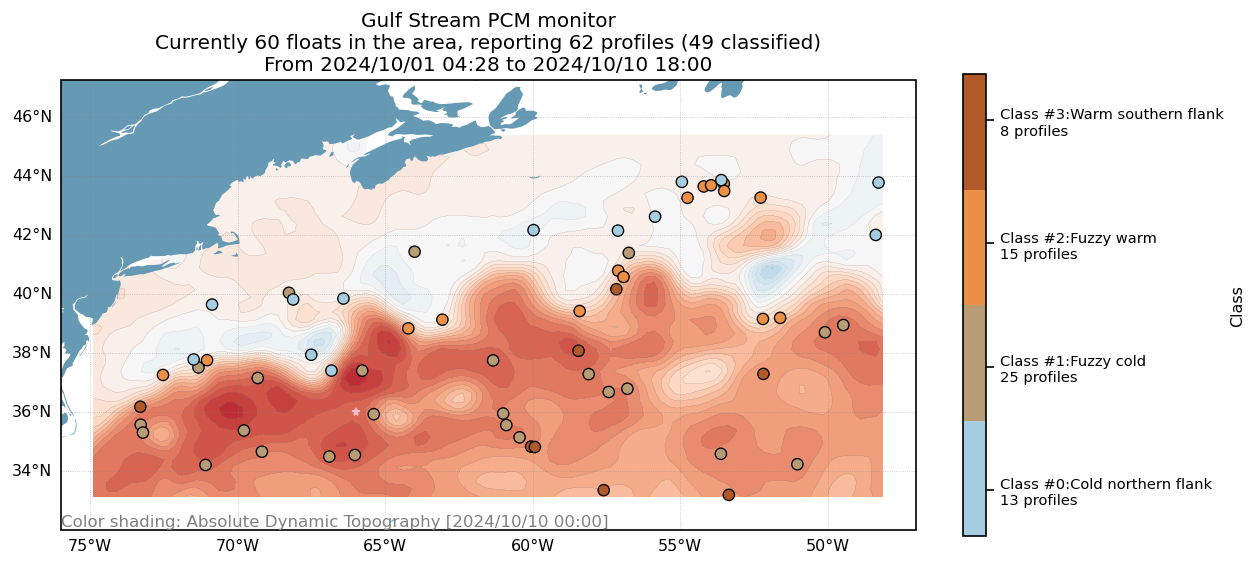 Gulf Stream PCM monitor
Currently 60 floats in the area, reporting 62 profiles (49 classified)
From 2024/10/01 04:28 to 2024/10/10 18:00
46°N
44°N
42°N
40°N
38°N
36°N
34°N
Color shading: Absolute Dynamic Topography [2024/10/10 00:00]
75°W
70°W
65°W
60°W
55°W
50°W
Class #3:Warm southern flank
8 profiles
Class #2:Fuzzy warm
15 profiles
Class #1:Fuzzy cold
25 profiles
Class #0:Cold northern flank
13 profiles
Class